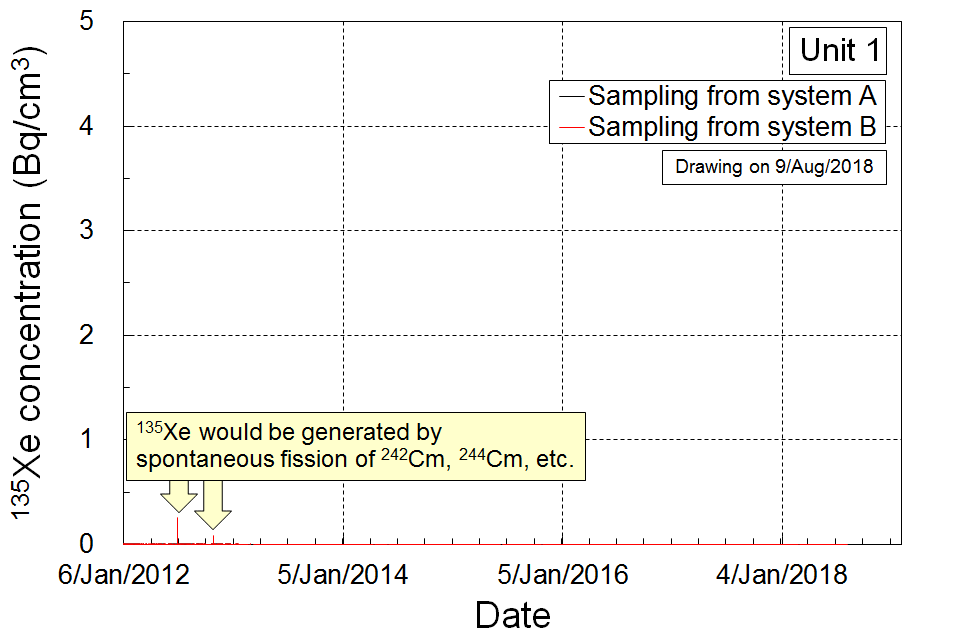 5
Unit 1
Sampling from system A
4
Sampling from system B
Drawing on 9/Aug/2018
3
2
1
0
¹³⁵Xe concentration (Bq/cm³)
¹³⁵Xe would be generated by
spontaneous fission of ²⁴²Cm, ²⁴⁴Cm, etc.
6/Jan/2012 5/Jan/2014 5/Jan/2016 4/Jan/2018
Date